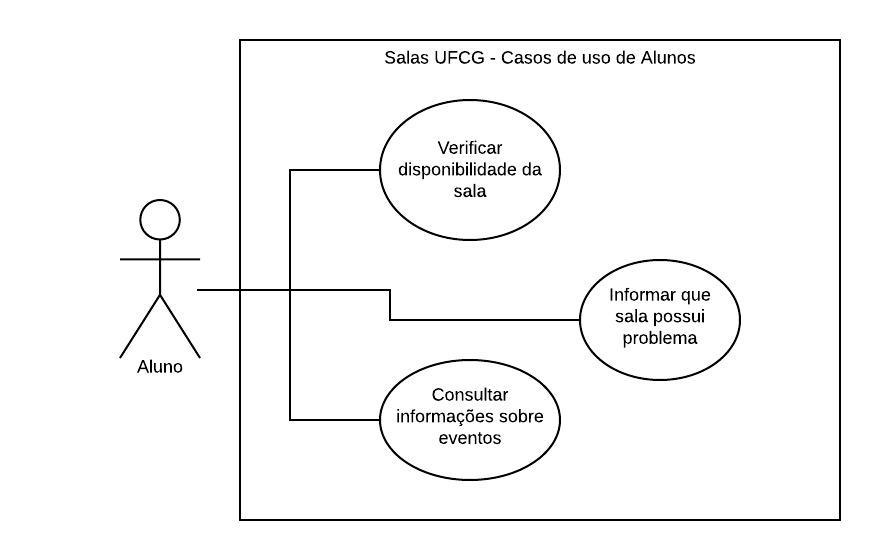 Salas UFCG - Casos de uso de Alunos
Verificar
disponibilidade da
sala
Informar que
sala possui
problema
Aluno
Consultar
informações sobre
eventos